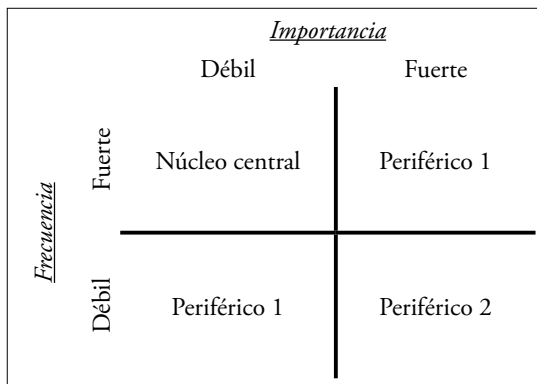 Importancia
Débil Fuerte
Frecuencia
Fuerte
Núcleo central Periférico 1
Débil
Periférico 1 Periférico 2